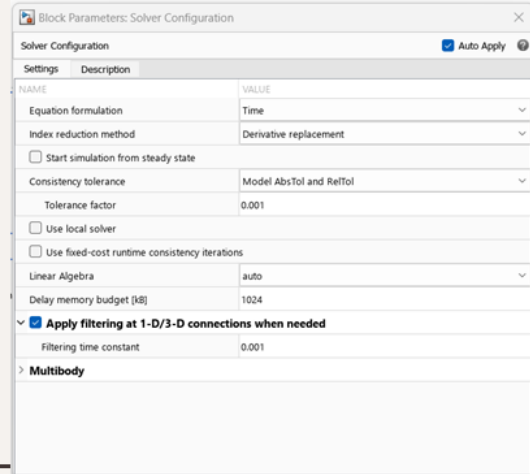 Block Parameters: Solver Configuration
Solver Configuration
Auto Apply
Settings Description
NAME VALUE
Equation formulation Time
Index reduction method Derivative replacement
Start simulation from steady state
Consistency tolerance Model AbsTol and RelTol
Tolerance factor 0.001
Use local solver
Use fixed-cost runtime consistency iterations
Linear Algebra auto
Delay memory budget [kB] 1024
Apply filtering at 1-D/3-D connections when needed
Filtering time constant 0.001
Multibody